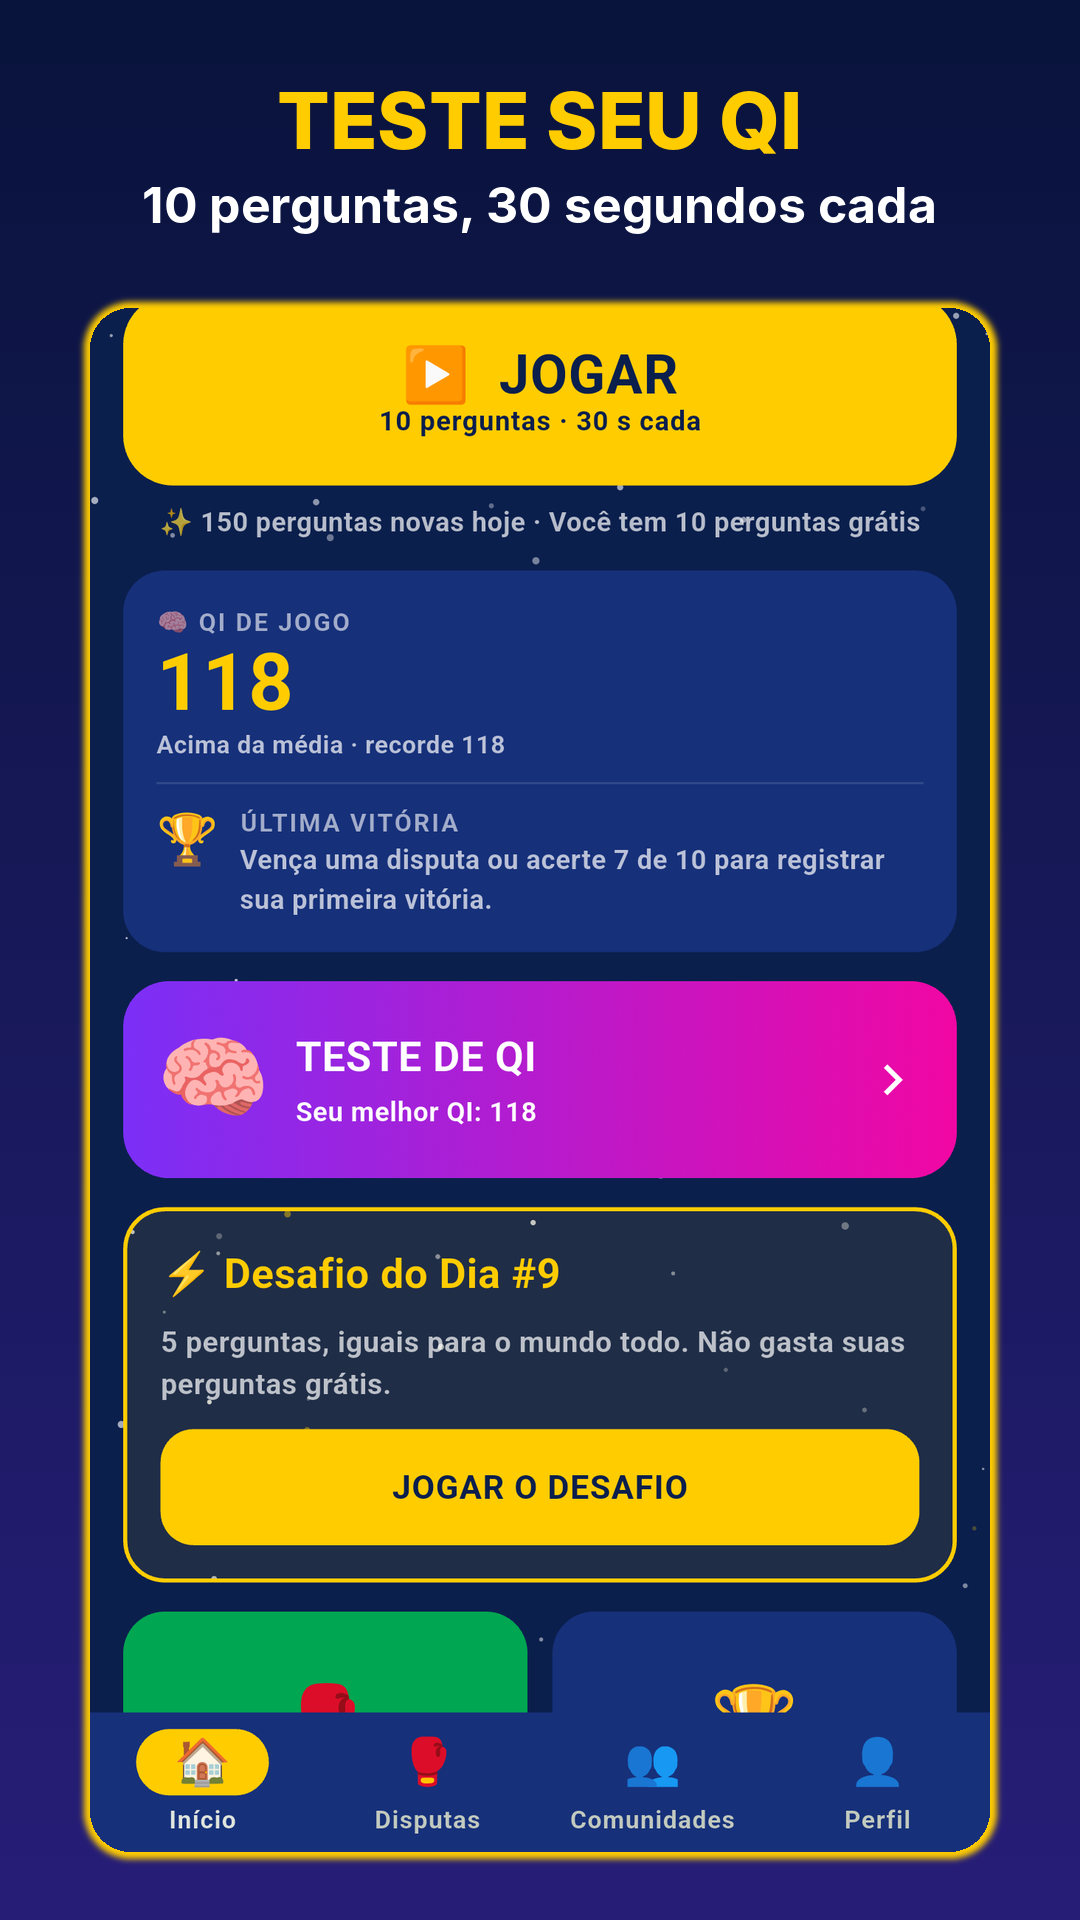 TESTE SEU QI
10 perguntas, 30 segundos cada
JOGAR
10 perguntas · 30 s cada
150 perguntas novas hoje · Você tem 10 perguntas grátis
QI DE JOGO
118
Acima da média · recorde 118
ÚLTIMA VITÓRIA
Vença uma disputa ou acerte 7 de 10 para registrar
sua primeira vitória.
TESTE DE QI
Seu melhor QI: 118
Desafio do Dia #9
5 perguntas, iguais para o mundo todo. Não gasta suas
perguntas grátis.
JOGAR O DESAFIO
Início
Disputas
Comunidades
Perfil